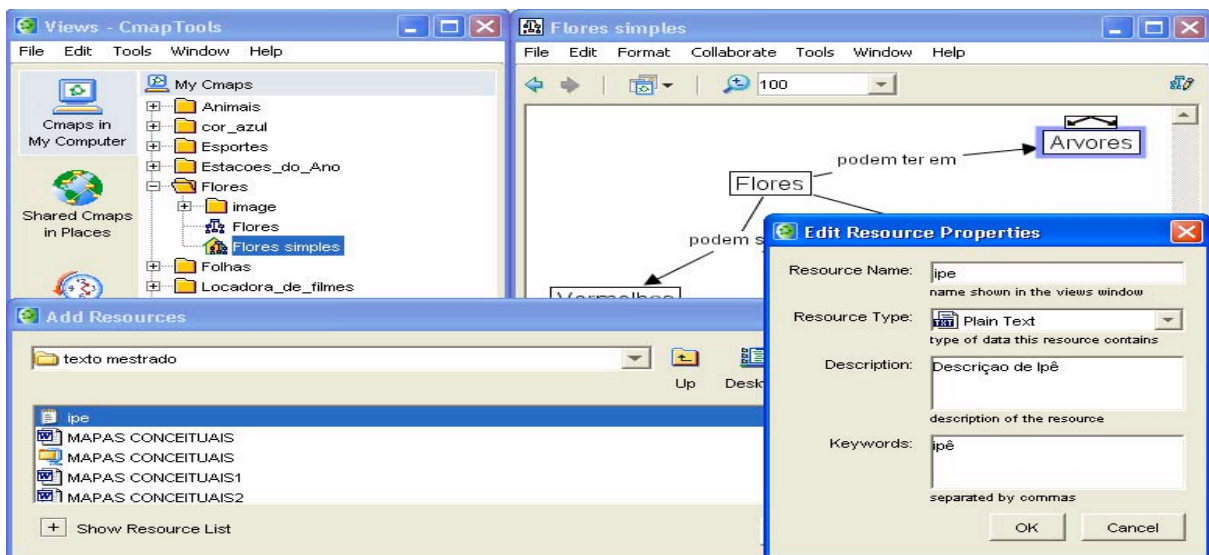 Views - CmapTools
File Edit Tools Window Help
Cmaps in
My Computer
Shared Cmaps
in Places
My Cmaps
Animais
cor_azul
Esportes
Estacoes_do_Ano
Flores
image
Flores
Flores simples
Folhas
Locadora_de_filmes
Flores simples
File Edit Format Collaborate Tools Window Help
100
Arvores
podem ter em
Flores
podem
Add Resources
texto mestrado
Up
ipe
MAPAS CONCEITUAIS
MAPAS CONCEITUAIS
MAPAS CONCEITUAIS1
MAPAS CONCEITUAIS2
Show Resource List
Edit Resource Properties
Resource Name: ipe
name shown in the views window
Resource Type: TXT Plain Text
type of data this resource contains
Description: Descriçao de Ipê
description of the resource
Keywords: ipê
separated by commas
OK Cancel